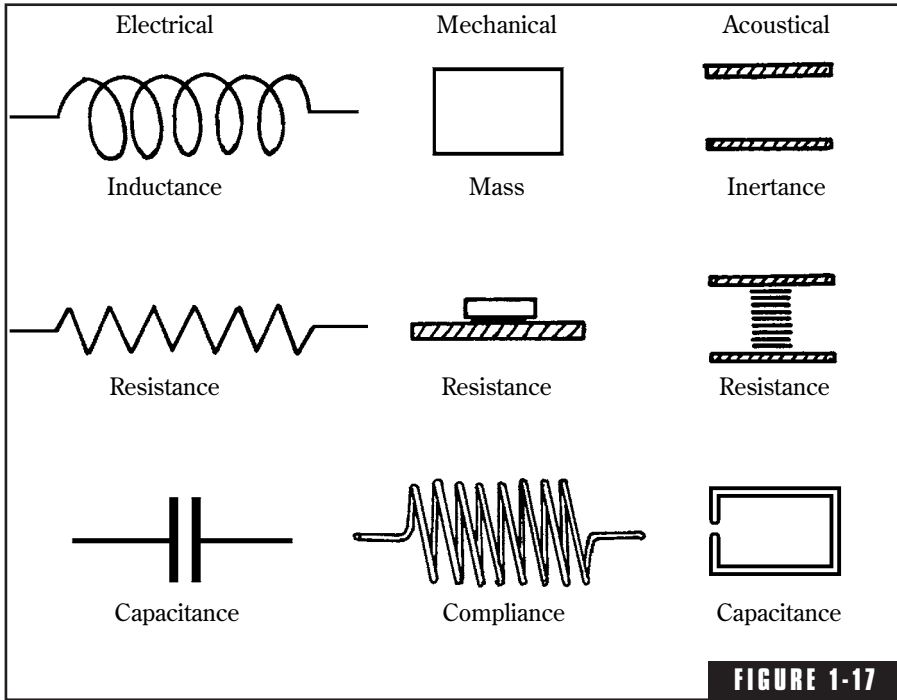 Electrical Mechanical Acoustical
Inductance Mass Inertance
Resistance Resistance Resistance
Capacitance Compliance Capacitance
FIGURE 1-17